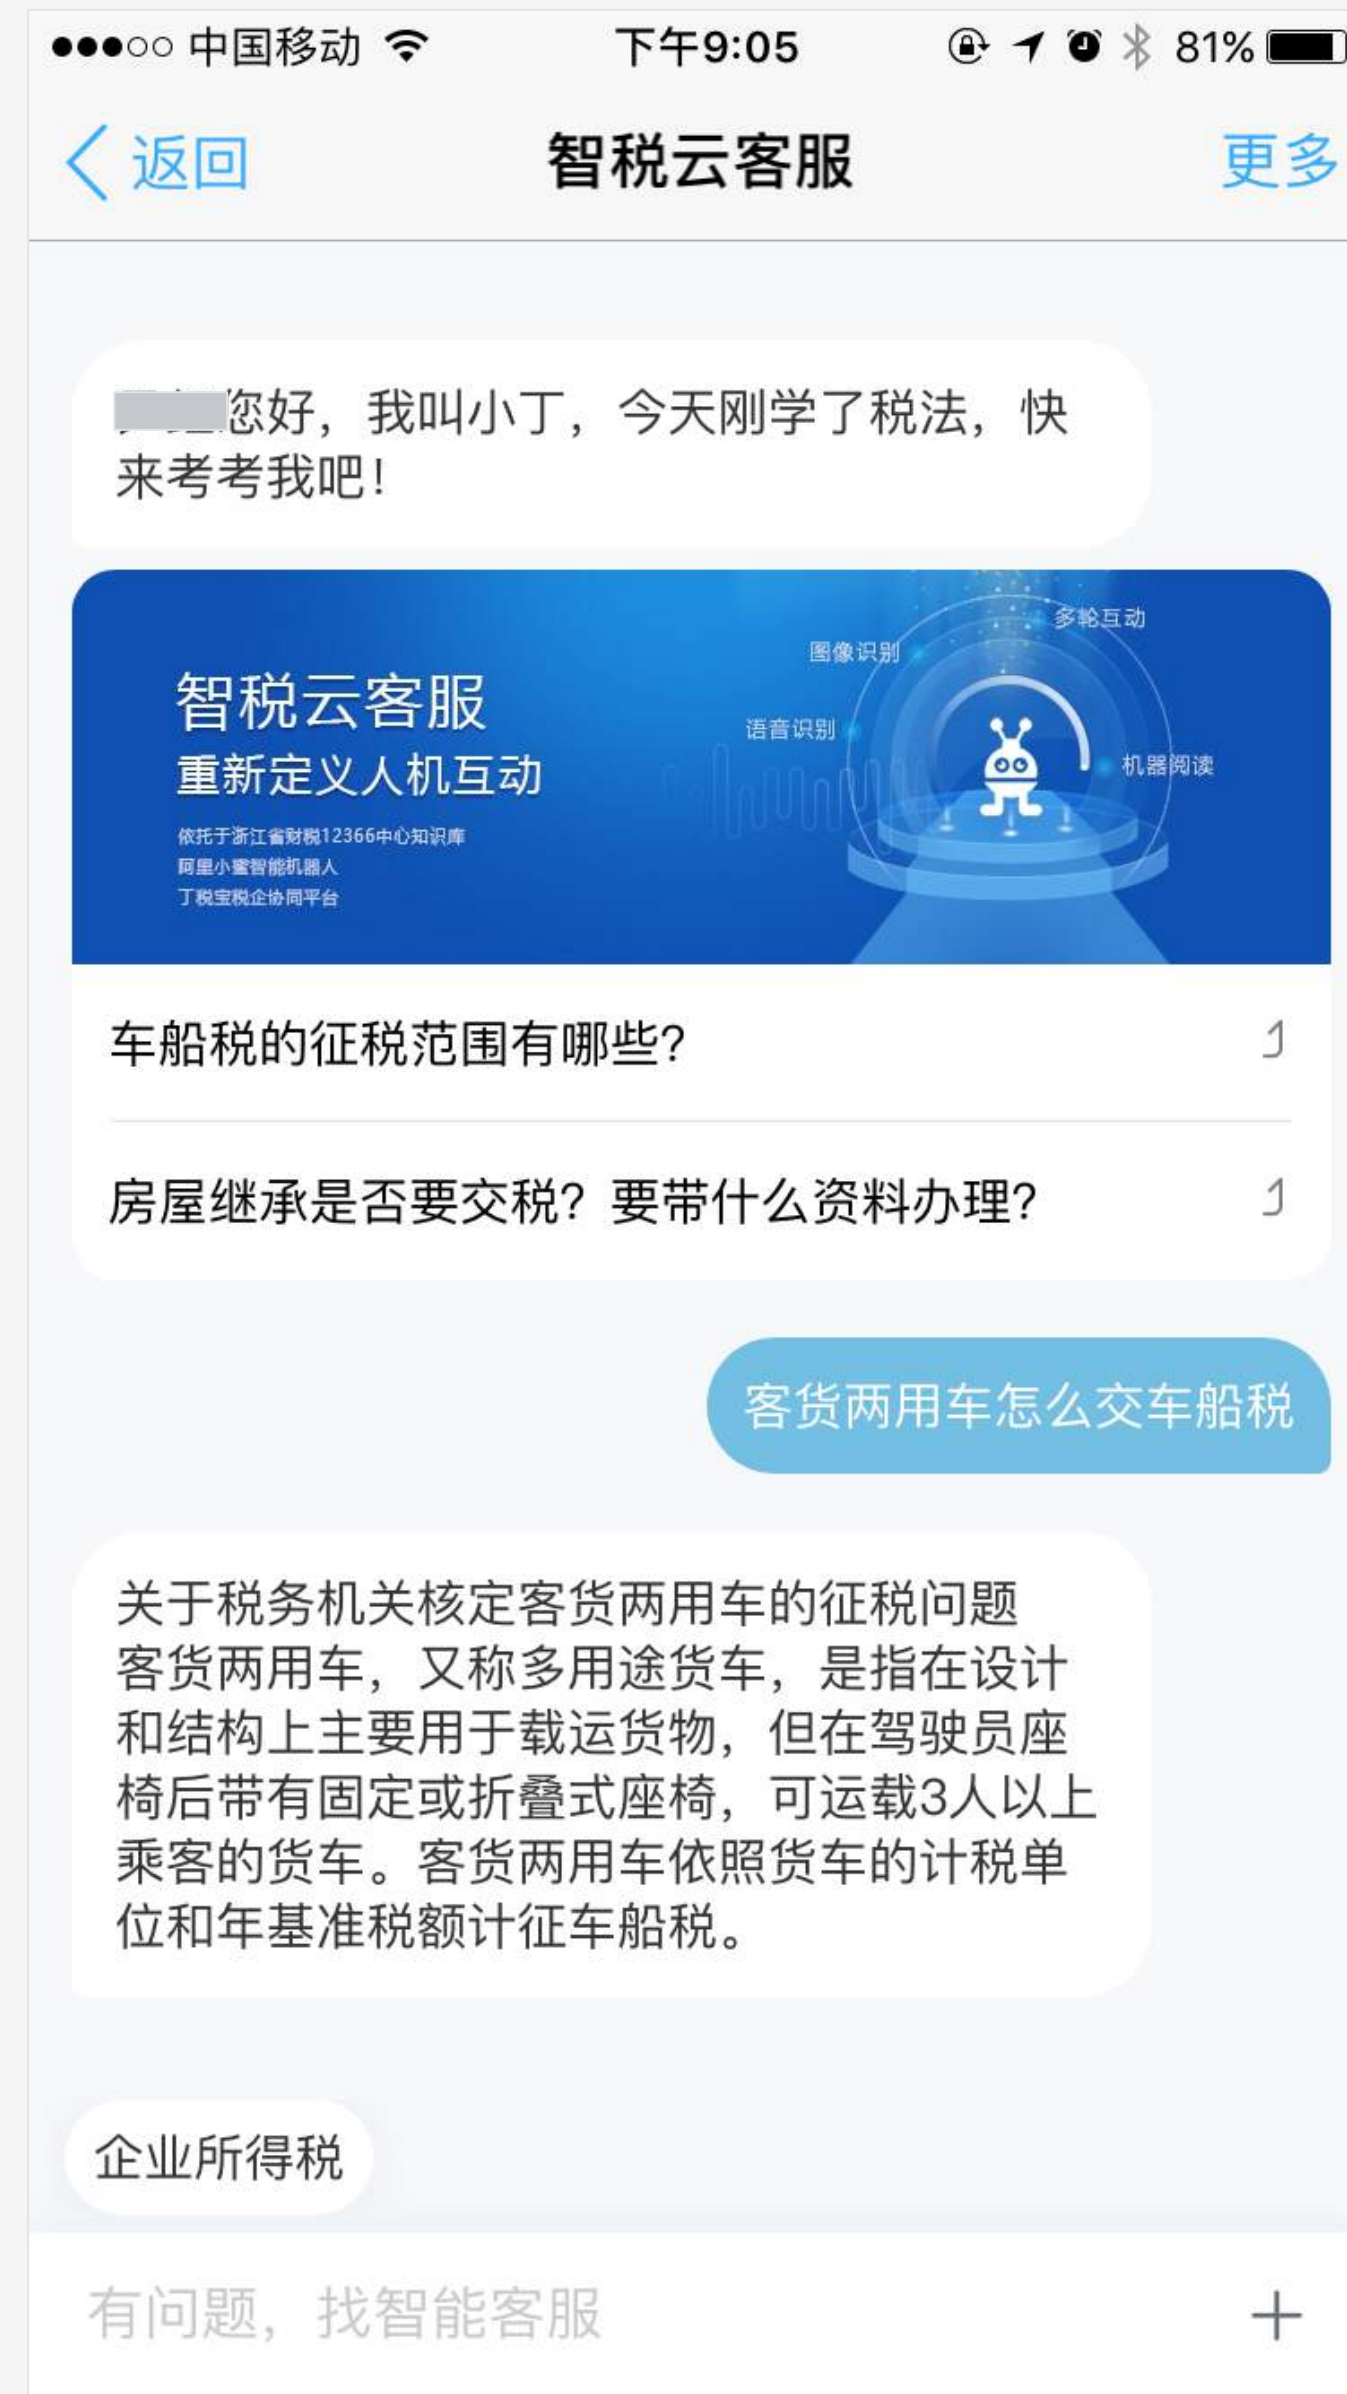 中国移动
下午9:05
81%
返回
智税云客服
更多
您好，我叫小丁，今天刚学了税法，快
来考考我吧！
多轮互动
图像识别
语音识别
机器阅读
智税云客服
重新定义人机互动
依托于浙江省财税12366中心知识库
阿里小蜜智能机器人
丁税宝税企协同平台
车船税的征税范围有哪些？
房屋继承是否要交税？要带什么资料办理？
客货两用车怎么交车船税
关于税务机关核定客货两用车的征税问题
客货两用车，又称多用途货车，是指在设计
和结构上主要用于载运货物，但在驾驶员座
椅后带有固定或折叠式座椅，可运载3人以上
乘客的货车。客货两用车依照货车的计税单
位和年基准税额计征车船税。
企业所得税
有问题，找智能客服